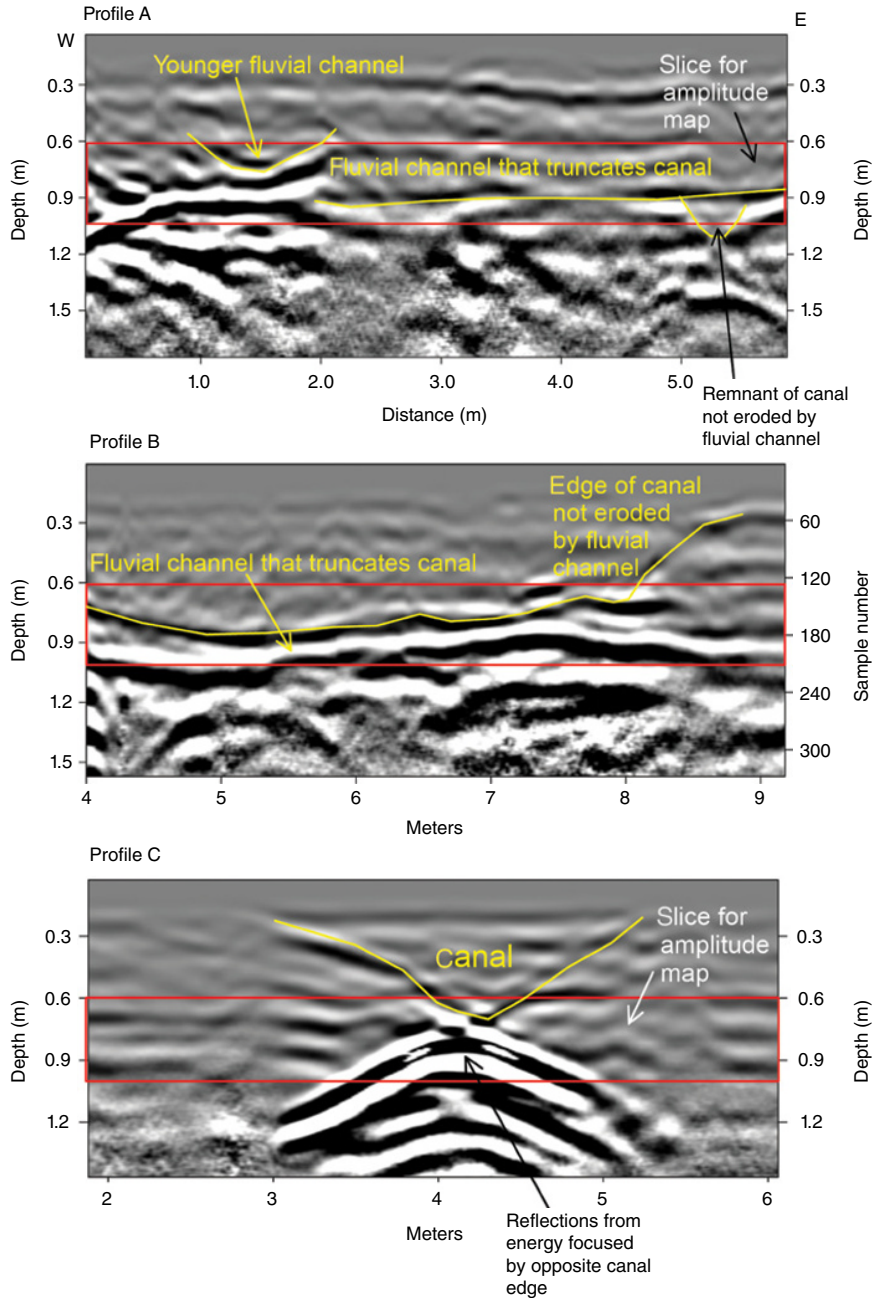 Profile A
W
E
Younger fluvial channel
Slice for
amplitude
map
Fluvial channel that truncates canal
0.3
0.6
0.9
1.2
1.5
Depth (m)
0.3
0.6
0.9
1.2
1.5
Depth (m)
1.0
2.0
3.0
4.0
5.0
Distance (m)
Remnant of canal
not eroded by
fluvial channel
Profile B
Edge of canal
not eroded
by fluvial
channel
Fluvial channel that truncates canal
0.3
0.6
0.9
1.2
1.5
Depth (m)
60
120
180
240
300
Sample number
4
5
6
7
8
9
Meters
Profile C
Canal
Slice for
amplitude
map
0.3
0.6
0.9
1.2
Depth (m)
0.3
0.6
0.9
1.2
Depth (m)
2
3
4
5
6
Meters
Reflections from
energy focused
by opposite canal
edge